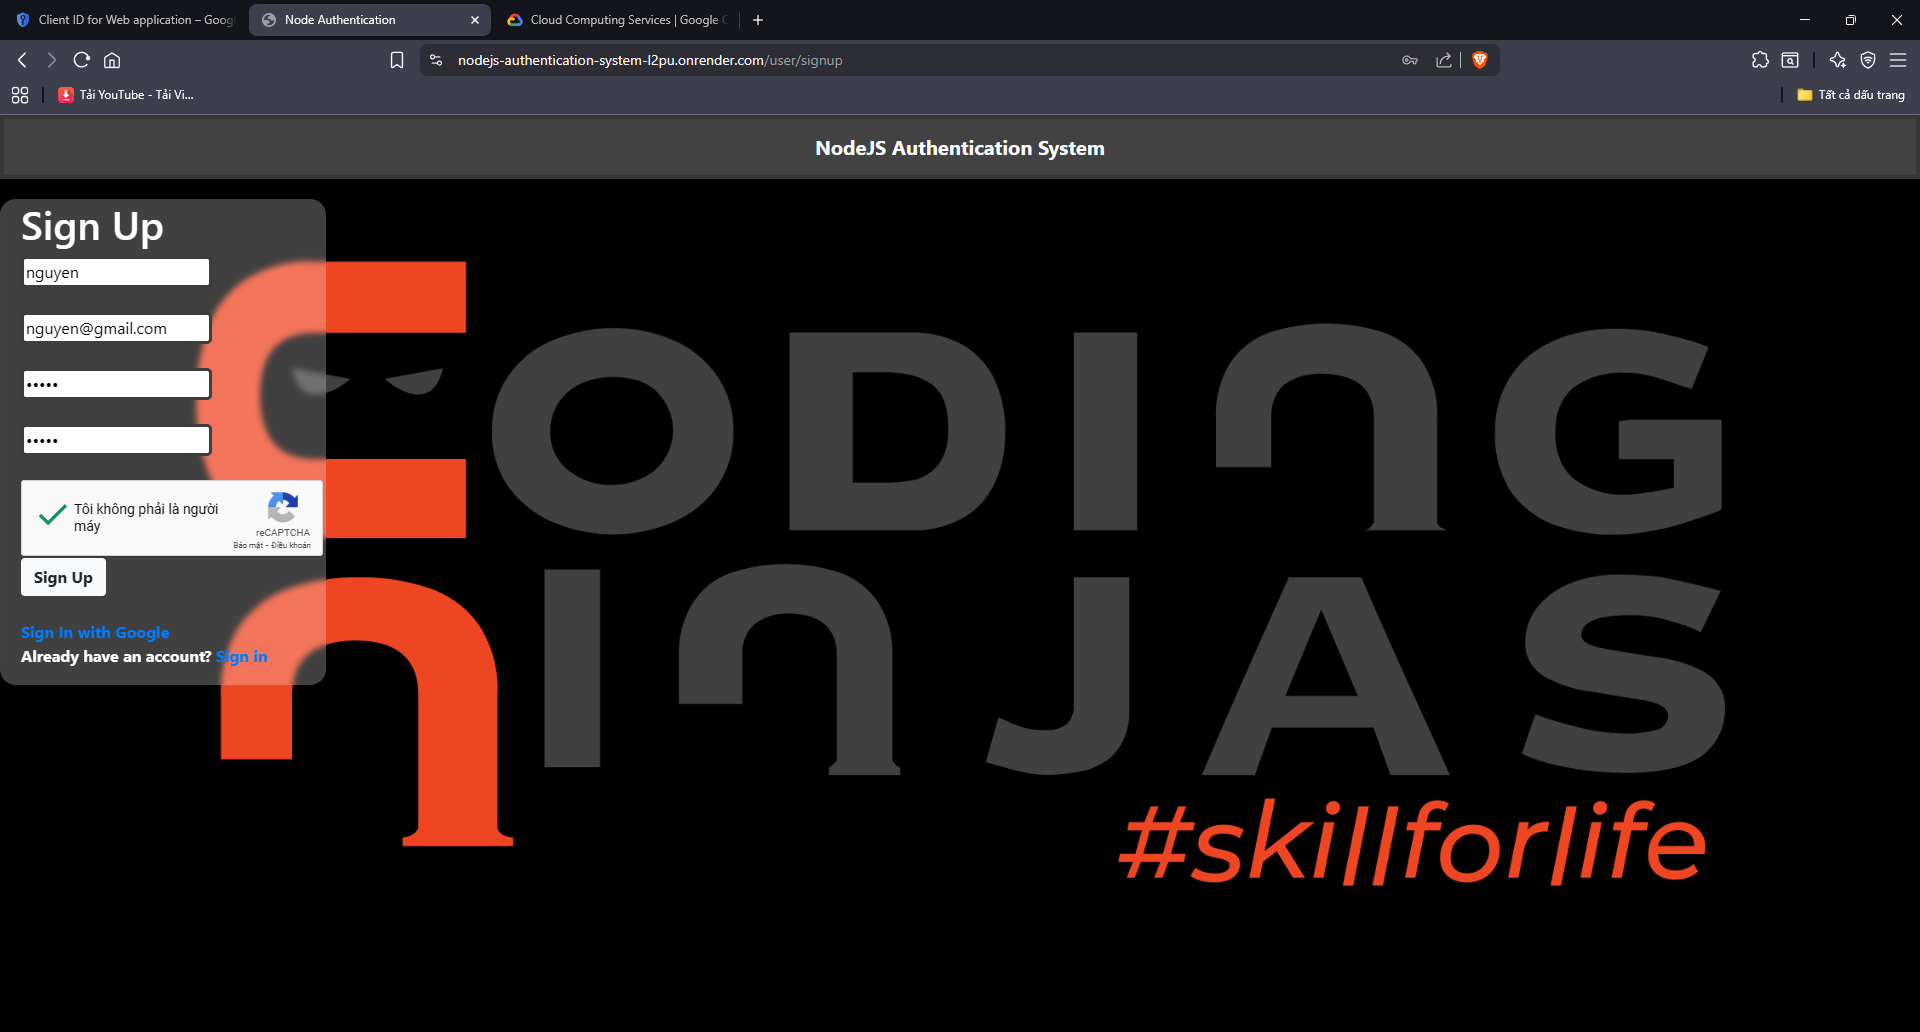 Client ID for Web application – Goog
Node Authentication
Cloud Computing Services | Google C
nodejs-authentication-system-l2pu.onrender.com/user/signup
Tải YouTube - Tải Vi...
Tất cả dấu trang
NodeJS Authentication System
Sign Up
nguyen
nguyen@gmail.com
•••••
•••••
Tôi không phải là người
máy
reCAPTCHA
Bảo mật - Điều khoản
Sign Up
Sign In with Google
Already have an account? Sign in
CODING
NINJAS
#skillforlife